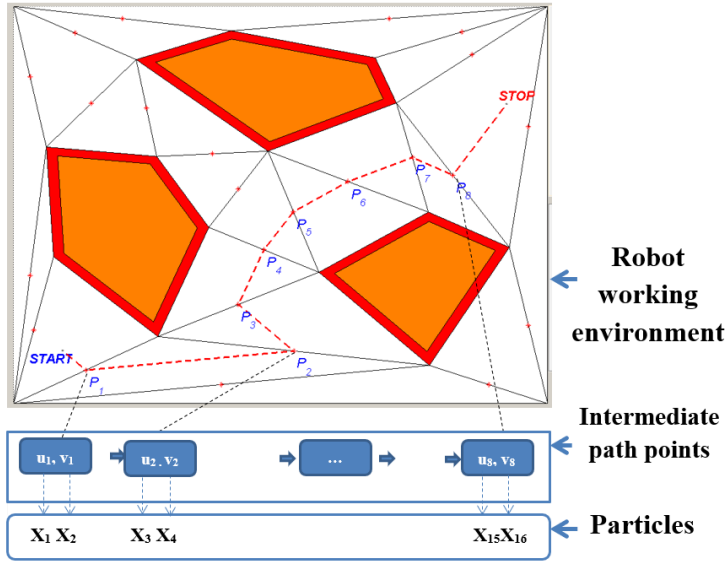 STOP
P7
P8
P6
P5
P4
P3
START
P1
P2
Robot
working
environment
Intermediate
path points
u1, v1
u2 . v2
...
u8, v8
X1 X2
X3 X4
X15X16
Particles